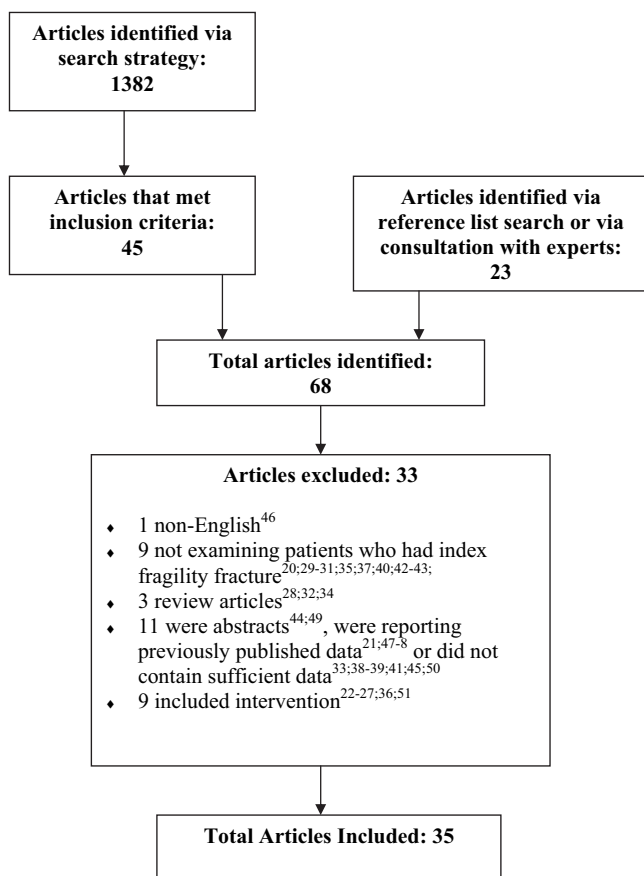 Articles identified via
search strategy:
1382
Articles that met
inclusion criteria:
45
Articles identified via
reference list search or via
consultation with experts:
23
Total articles identified:
68
Articles excluded: 33
♦ 1 non-English46
♦ 9 not examining patients who had index
fragility fracture20;29-31;35;37;40;42-43;
♦ 3 review articles28;32;34
♦ 11 were abstracts44;49, were reporting
previously published data21;47-8 or did not
contain sufficient data33;38-39;41;45;50
♦ 9 included intervention22-27;36;51
Total Articles Included: 35